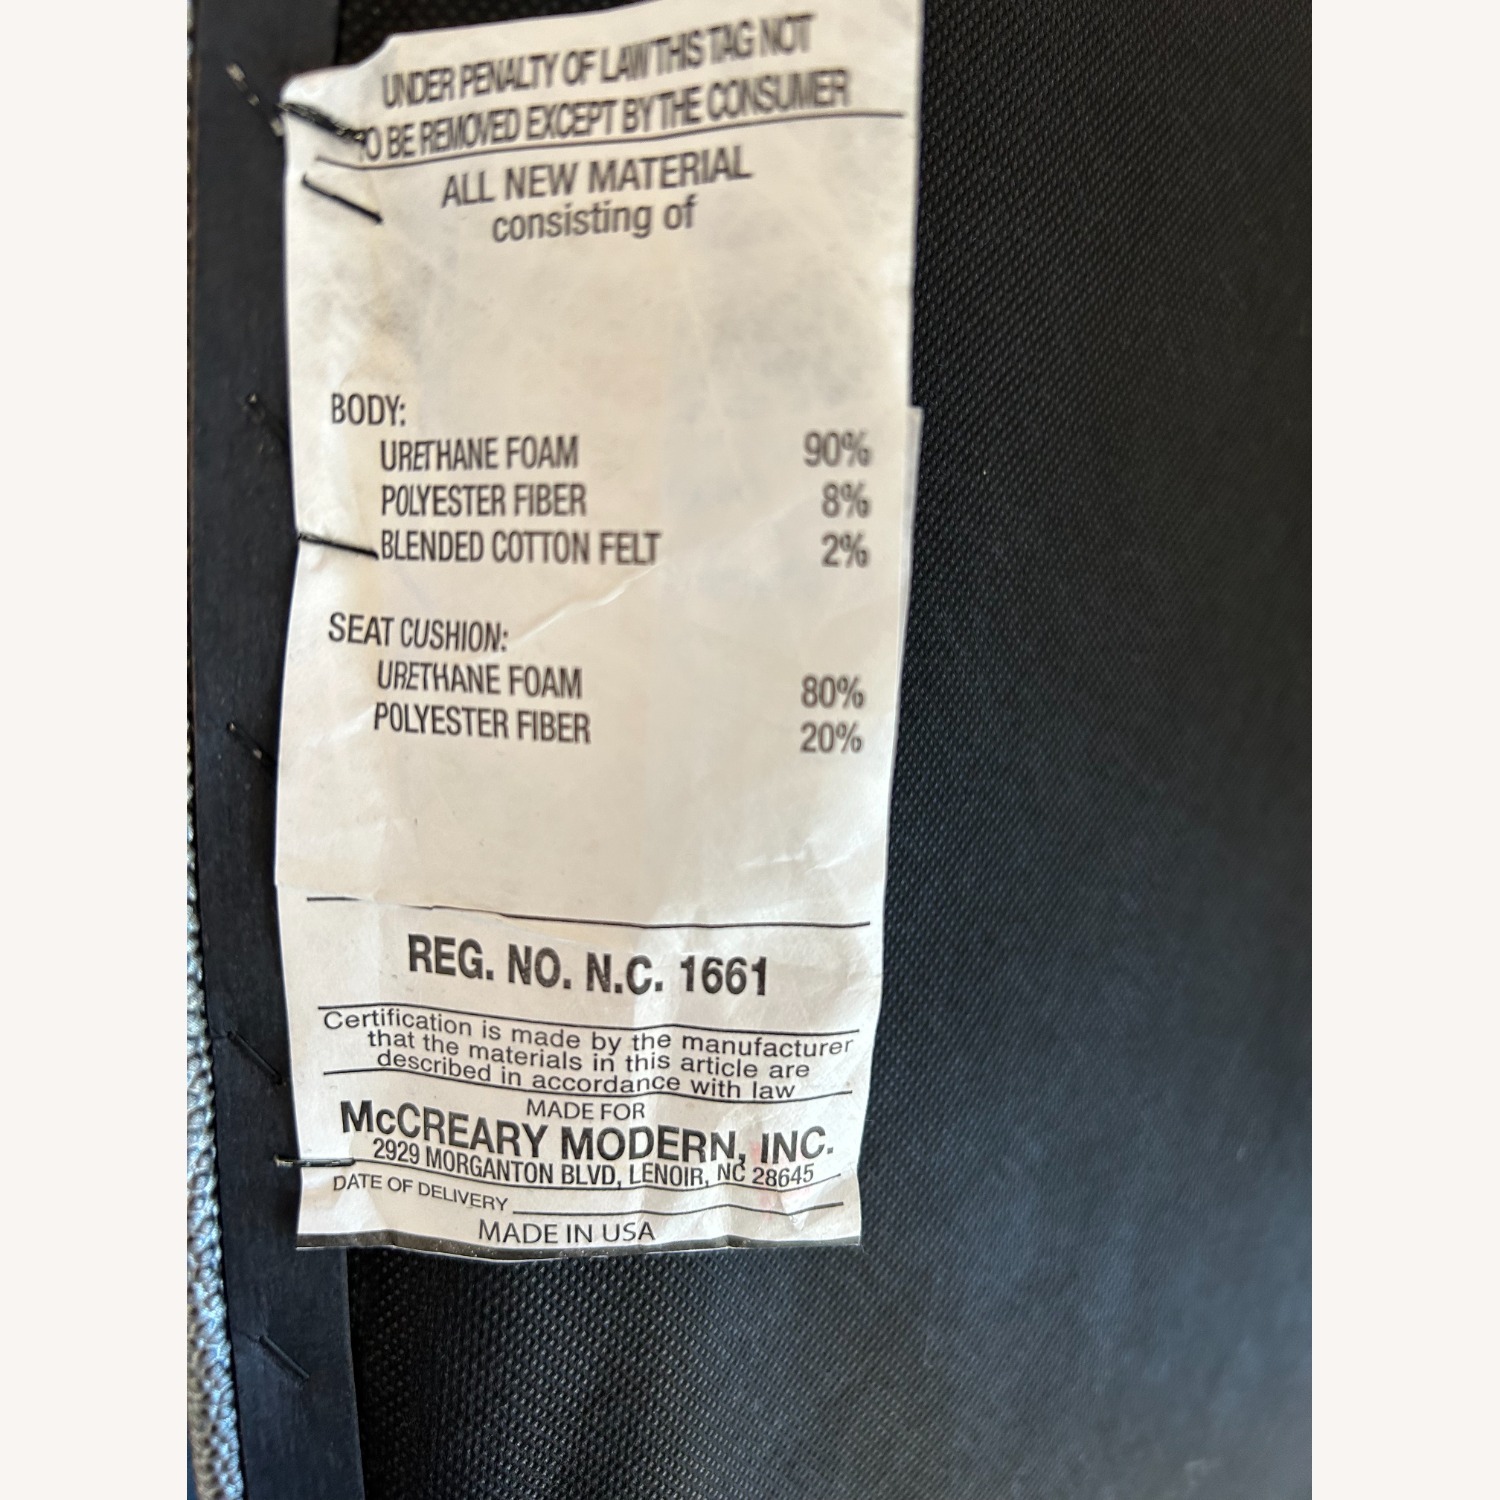 UNDER PENALTY OF LAW THIS TAG NOT
TO BE REMOVED EXCEPT BY THE CONSUMER
ALL NEW MATERIAL
consisting of
BODY:
URETHANE FOAM 90%
POLYESTER FIBER 8%
BLENDED COTTON FELT 2%
SEAT CUSHION:
URETHANE FOAM 80%
POLYESTER FIBER 20%
REG. NO. N.C. 1661
Certification is made by the manufacturer
that the materials in this article are
described in accordance with law
MADE FOR
McCREARY MODERN, INC.
2929 MORGANTON BLVD, LENOIR, NC 28645
DATE OF DELIVERY
MADE IN USA